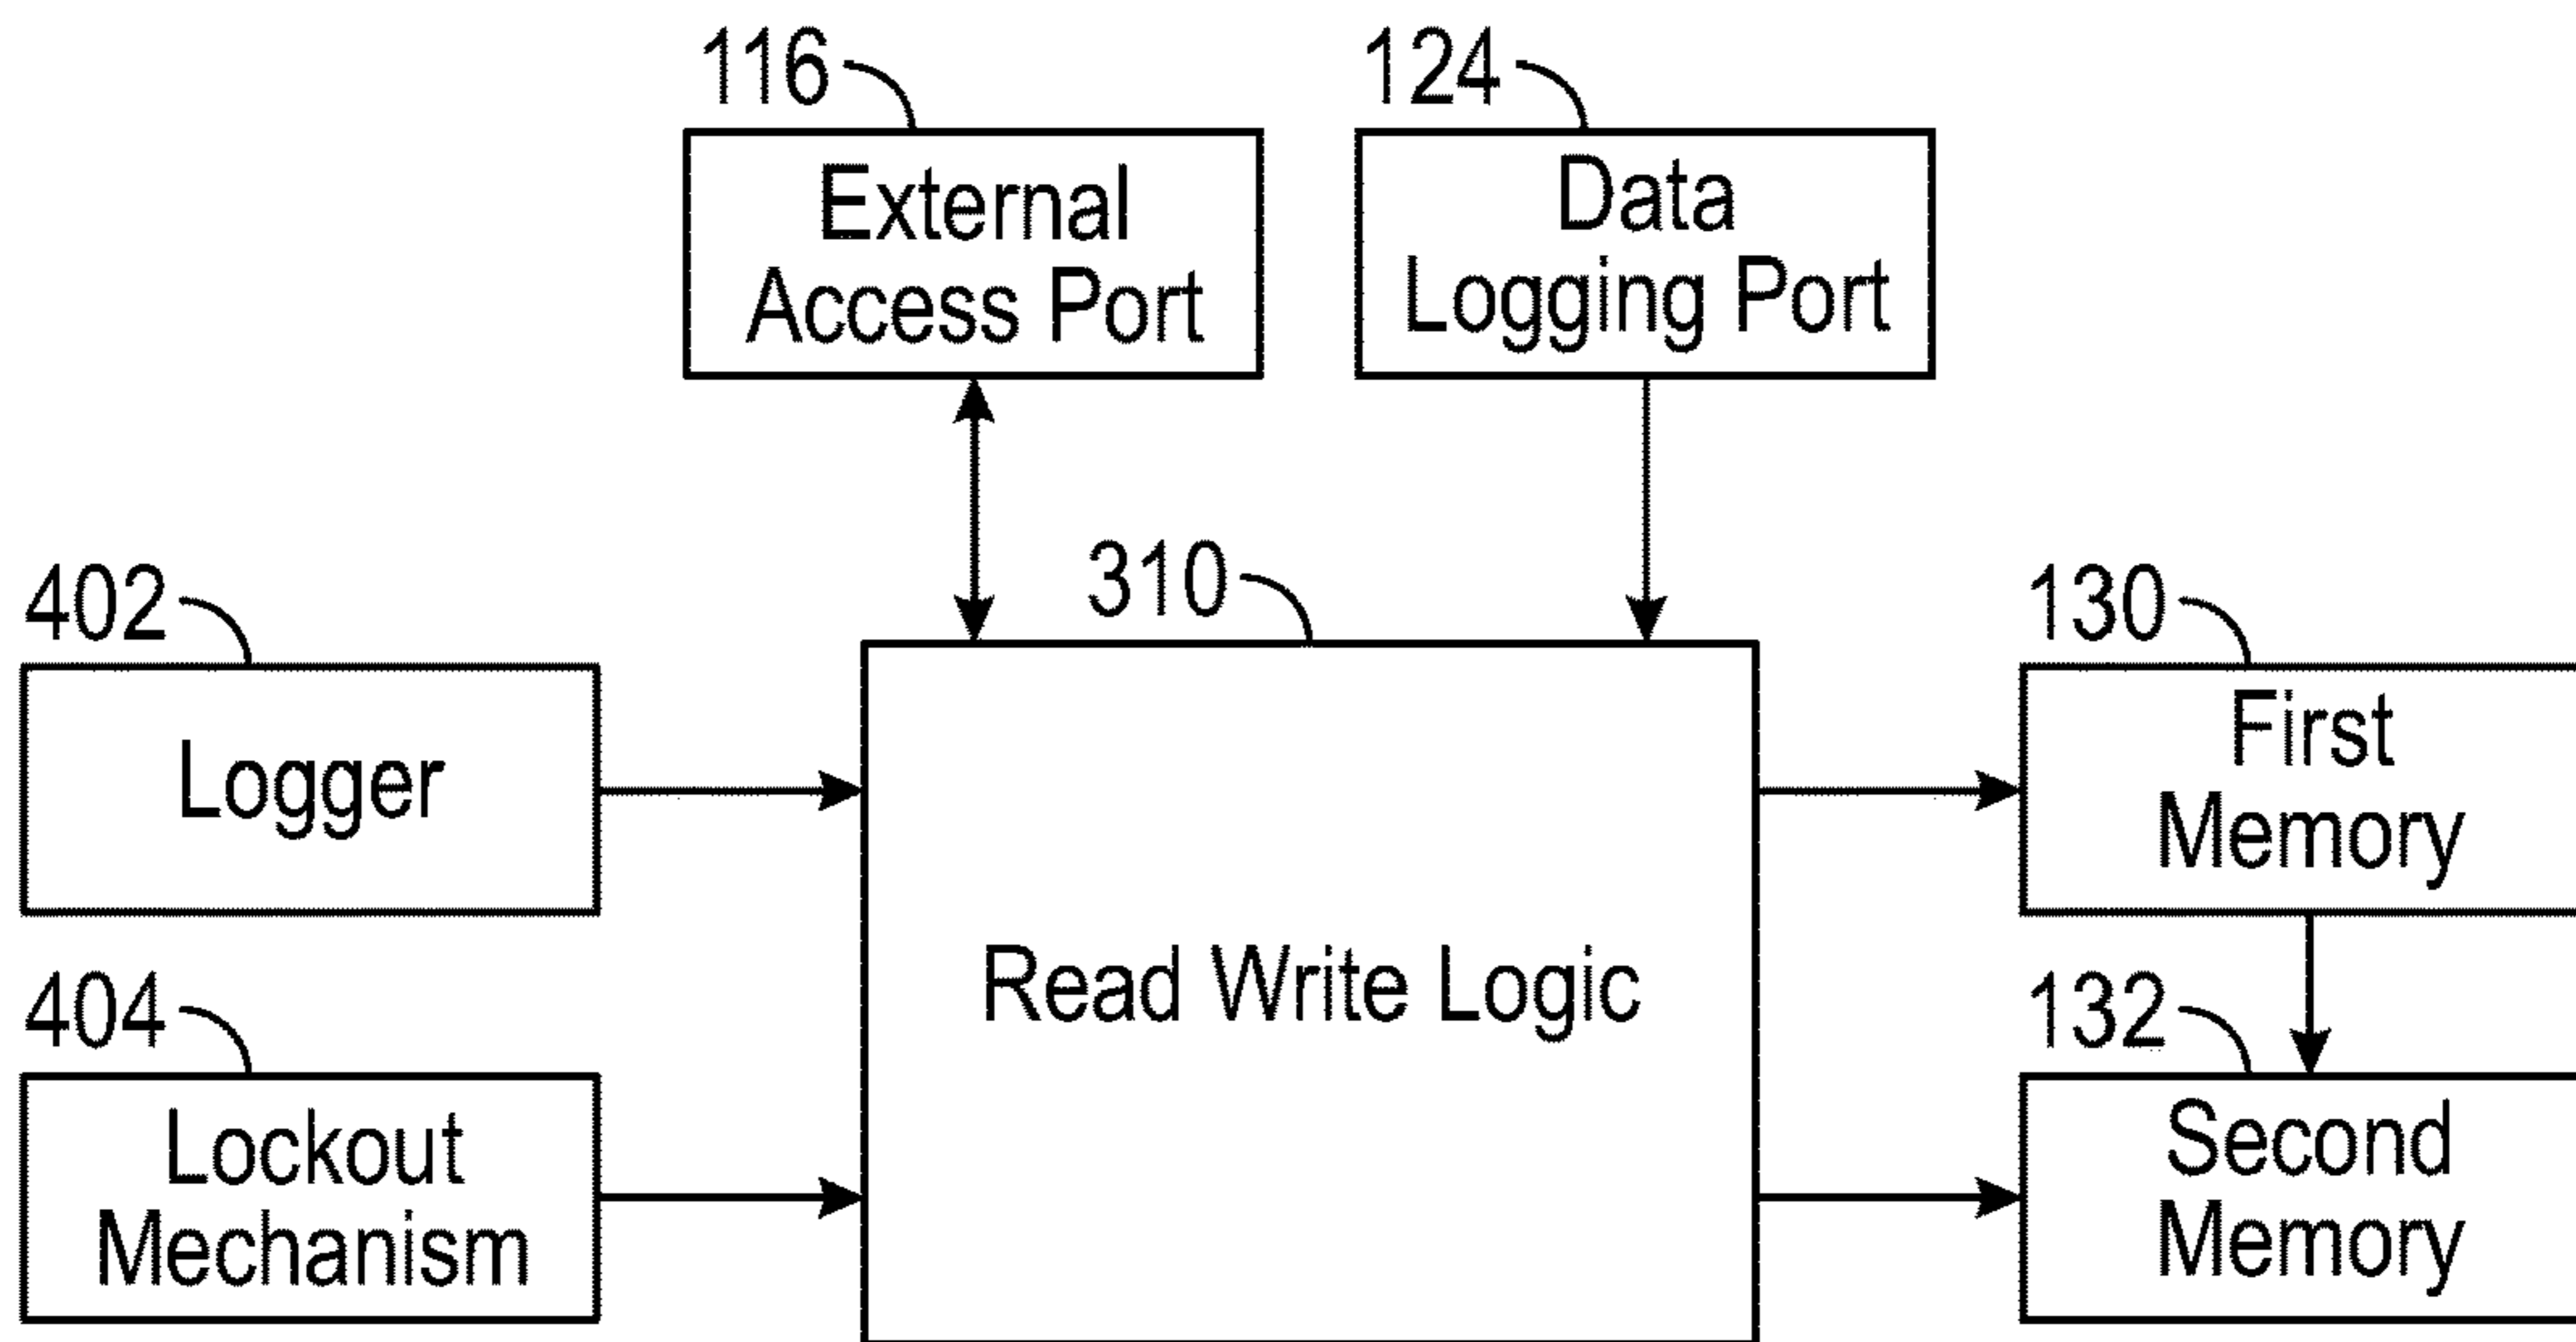 116
External
Access Port
124
Data
Logging Port
402
Logger
310
Read Write Logic
130
First
Memory
404
Lockout
Mechanism
132
Second
Memory